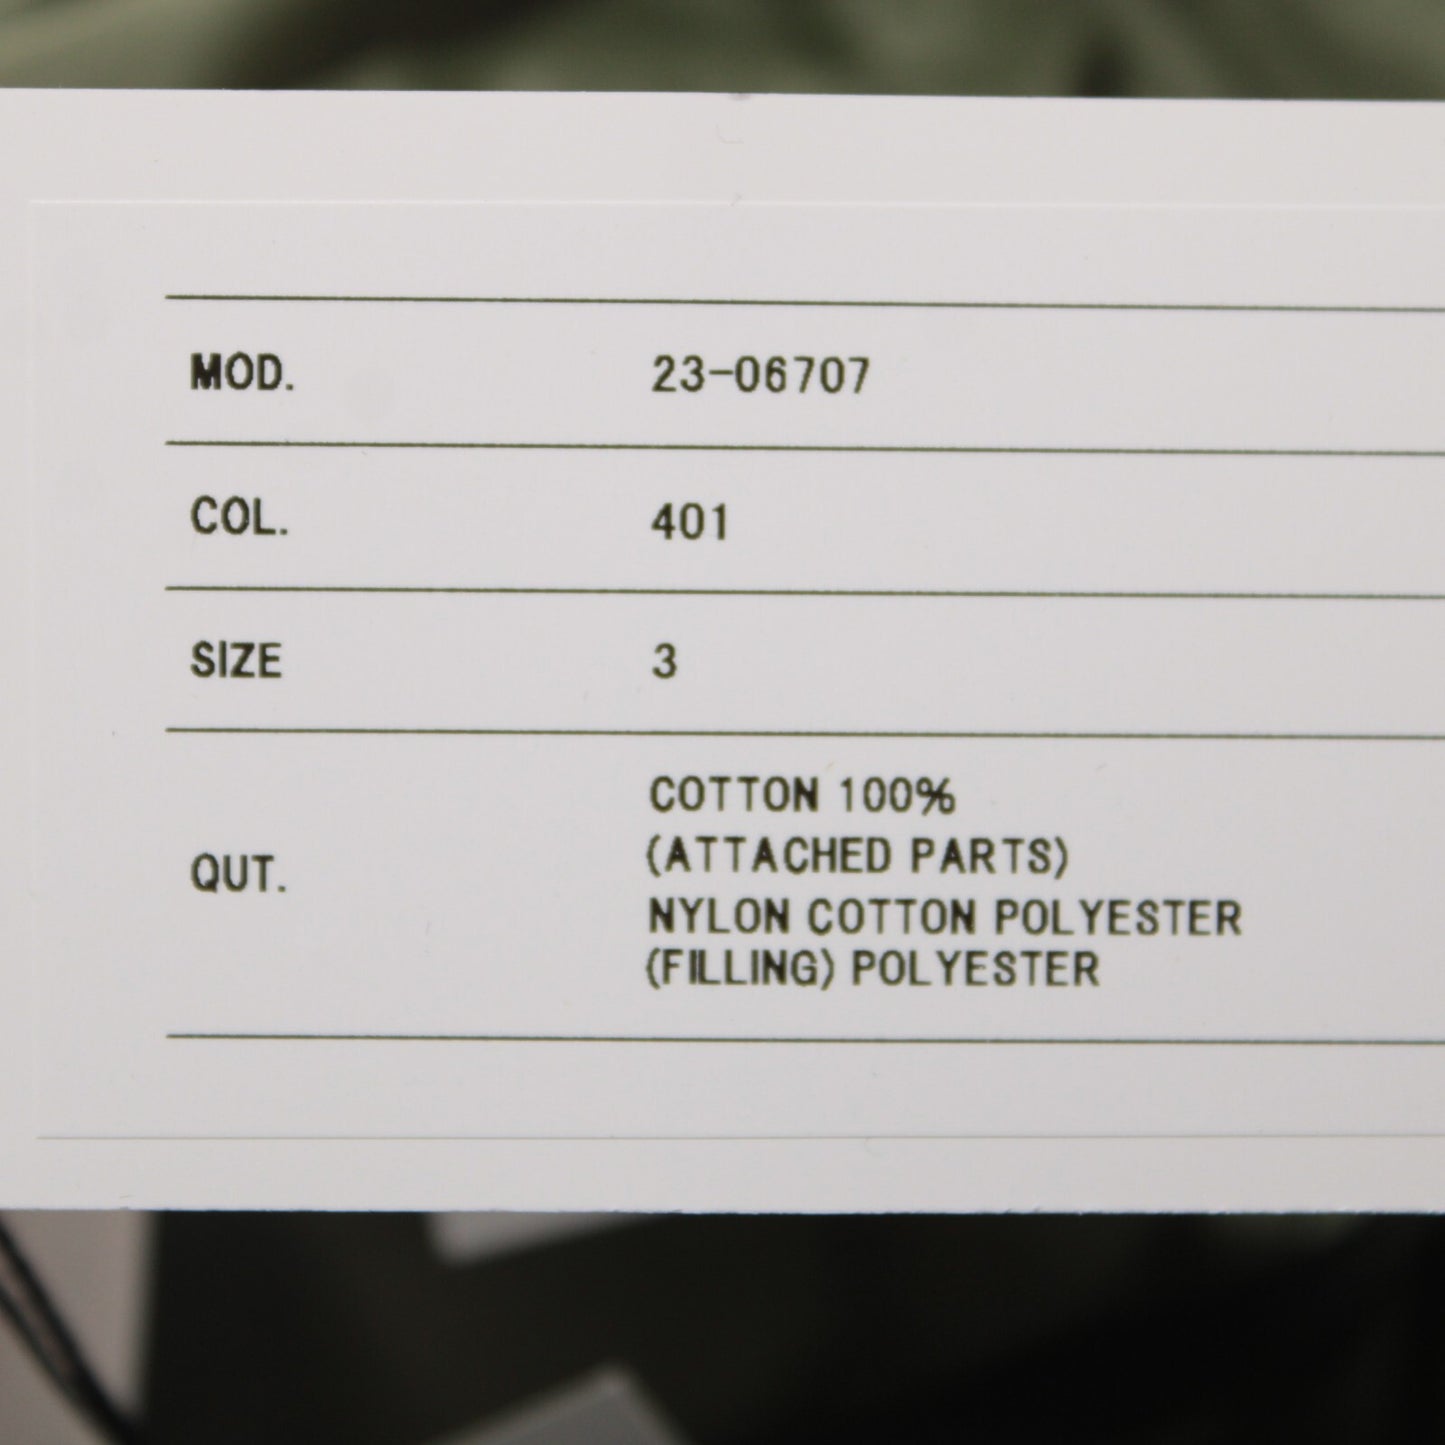 MOD. 23-06707
COL. 401
SIZE 3
QUT.
COTTON 100%
(ATTACHED PARTS)
NYLON COTTON POLYESTER
(FILLING) POLYESTER